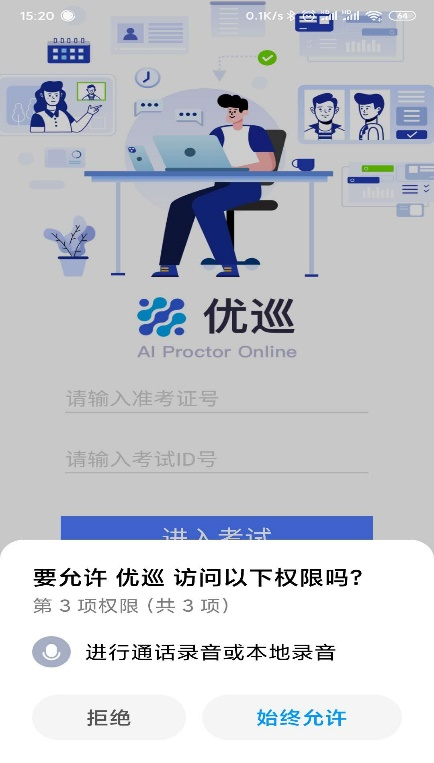 15:20
0.1K/s
64
优巡
AI Proctor Online
请输入准考证号
请输入考试ID号
进入考试
要允许 优巡 访问以下权限吗?
第 3 项权限 (共 3 项)
进行通话录音或本地录音
拒绝
始终允许